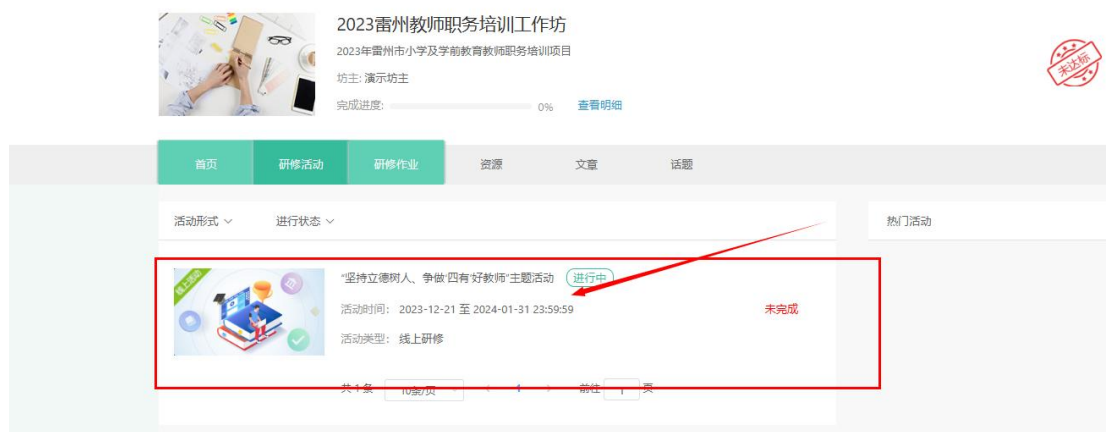 2023雷州教师职务培训工作坊
2023年雷州市小学及学前教育教师职务培训项目
坊主: 演示坊主
完成进度: 0% 查看明细
未达标
首页 研修活动 研修作业 资源 文章 话题
活动形式 进行状态
热门活动
线上活动
“坚持立德树人、争做‘四有’好教师”主题活动 进行中
活动时间: 2023-12-21 至 2024-01-31 23:59:59
未完成
活动类型: 线上研修
共 1 条 10条/页 1 前往 1 页